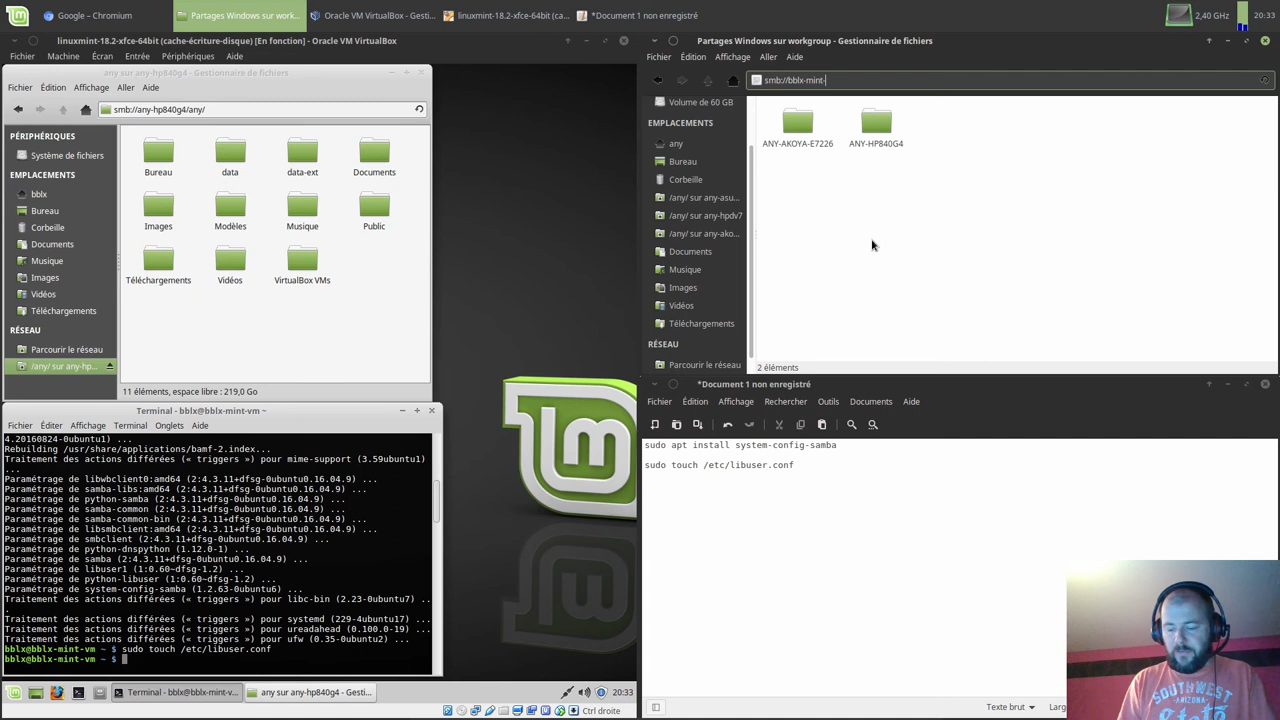 Google – Chromium
Partages Windows sur work...
Oracle VM VirtualBox – Gesti...
linuxmint-18.2-xfce-64bit (ca...
*Document 1 non enregistré
2,40 GHz
20:33
linuxmint-18.2-xfce-64bit (cache-écriture-disque) [En fonction] - Oracle VM VirtualBox
Fichier Machine Écran Entrée Périphériques Aide
any sur any-hp840g4 - Gestionnaire de fichiers
Fichier Édition Affichage Aller Aide
smb://any-hp840g4/any/
PÉRIPHÉRIQUES
Système de fichiers
EMPLACEMENTS
bblx
Bureau
Corbeille
Documents
Musique
Images
Vidéos
Téléchargements
RÉSEAU
Parcourir le réseau
/any/ sur any-hp...
Bureau data data-ext Documents
Images Modèles Musique Public
Téléchargements Vidéos VirtualBox VMs
11 éléments, espace libre : 219,0 Go
Terminal - bblx@bblx-mint-vm ~
Fichier Éditer Affichage Terminal Onglets Aide
4.20160824-0ubuntu1) ...
Rebuilding /usr/share/applications/bamf-2.index...
Traitement des actions différées (« triggers ») pour mime-support (3.59ubuntu1)
...
Paramétrage de libwbclient0:amd64 (2:4.3.11+dfsg-0ubuntu0.16.04.9) ...
Paramétrage de samba-libs:amd64 (2:4.3.11+dfsg-0ubuntu0.16.04.9) ...
Paramétrage de python-samba (2:4.3.11+dfsg-0ubuntu0.16.04.9) ...
Paramétrage de samba-common (2:4.3.11+dfsg-0ubuntu0.16.04.9) ...
Paramétrage de samba-common-bin (2:4.3.11+dfsg-0ubuntu0.16.04.9) ...
Paramétrage de libsmbclient:amd64 (2:4.3.11+dfsg-0ubuntu0.16.04.9) ...
Paramétrage de smbclient (2:4.3.11+dfsg-0ubuntu0.16.04.9) ...
Paramétrage de python-dnspython (1.12.0-1) ...
Paramétrage de samba (2:4.3.11+dfsg-0ubuntu0.16.04.9) ...
Paramétrage de libuser1 (1:0.60~dfsg-1.2) ...
Paramétrage de python-libuser (1:0.60~dfsg-1.2) ...
Paramétrage de system-config-samba (1.2.63-0ubuntu6) ...
Traitement des actions différées (« triggers ») pour libc-bin (2.23-0ubuntu7) ..
.
Traitement des actions différées (« triggers ») pour systemd (229-4ubuntu17) ...
Traitement des actions différées (« triggers ») pour ureadahead (0.100.0-19) ...
Traitement des actions différées (« triggers ») pour ufw (0.35-0ubuntu2) ...
bblx@bblx-mint-vm ~ $ sudo touch /etc/libuser.conf
bblx@bblx-mint-vm ~ $
Terminal - bblx@bblx-mint-v...
any sur any-hp840g4 - Gesti...
20:33
Ctrl droite
Partages Windows sur workgroup - Gestionnaire de fichiers
Fichier Édition Affichage Aller Aide
smb://bblx-mint-
Volume de 60 GB
EMPLACEMENTS
any
Bureau
Corbeille
/any/ sur any-asu...
/any/ sur any-hpdv7
/any/ sur any-ako...
Documents
Musique
Images
Vidéos
Téléchargements
RÉSEAU
Parcourir le réseau
ANY-AKOYA-E7226 ANY-HP840G4
2 éléments
*Document 1 non enregistré
Fichier Édition Affichage Rechercher Outils Documents Aide
sudo apt install system-config-samba
sudo touch /etc/libuser.conf
Texte brut
Larg
SOUTHWEST
ARIZONA